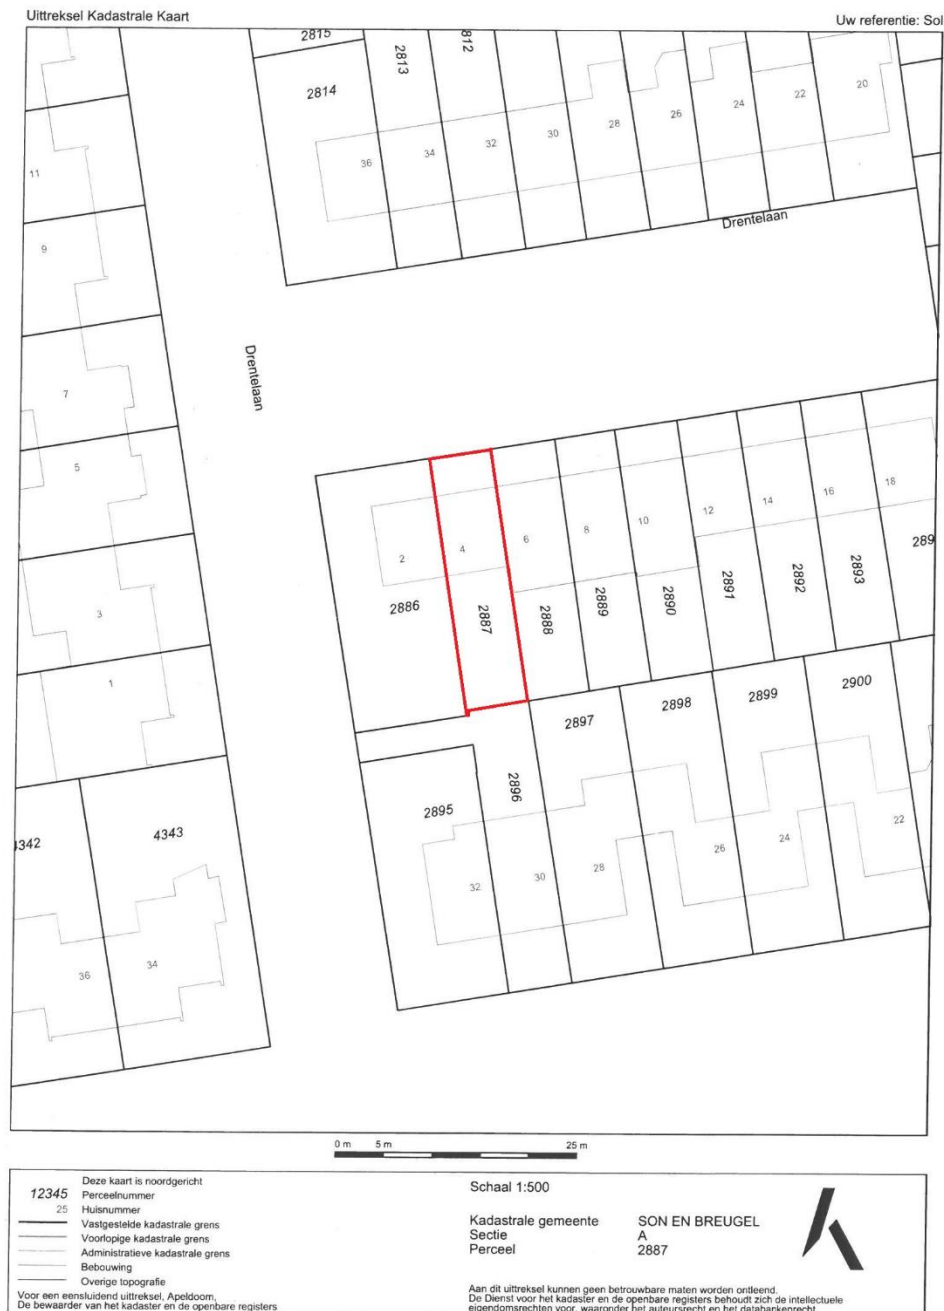 Uittreksel Kadastrale Kaart
Uw referentie: Sol
2815
2813
2814
36
34
32
30
28
26
24
22
20
Drentelaan
11
9
7
5
3
1
Drentelaan
2
4
6
8
10
12
14
16
18
2886
2887
2888
2889
2890
2891
2892
2893
289
2895
2896
2897
2898
2899
2900
4343
32
30
28
26
24
22
36
34
0 m 5 m 25 m
Deze kaart is noordgericht
12345 Perceelnummer
25 Huisnummer
Vastgestelde kadastrale grens
Voorlopige kadastrale grens
Administratieve kadastrale grens
Bebouwing
Overige topografie
Voor een eensluidend uittreksel, Apeldoorn,
De bewaarder van het kadaster en de openbare registers
Schaal 1:500
Kadastrale gemeente SON EN BREUGEL
Sectie A
Perceel 2887
Aan dit uittreksel kunnen geen betrouwbare maten worden ontleend.
De Dienst voor het kadaster en de openbare registers behoudt zich de intellectuele
eigendomsrechten voor, waaronder het auteursrecht en het databankenrecht.